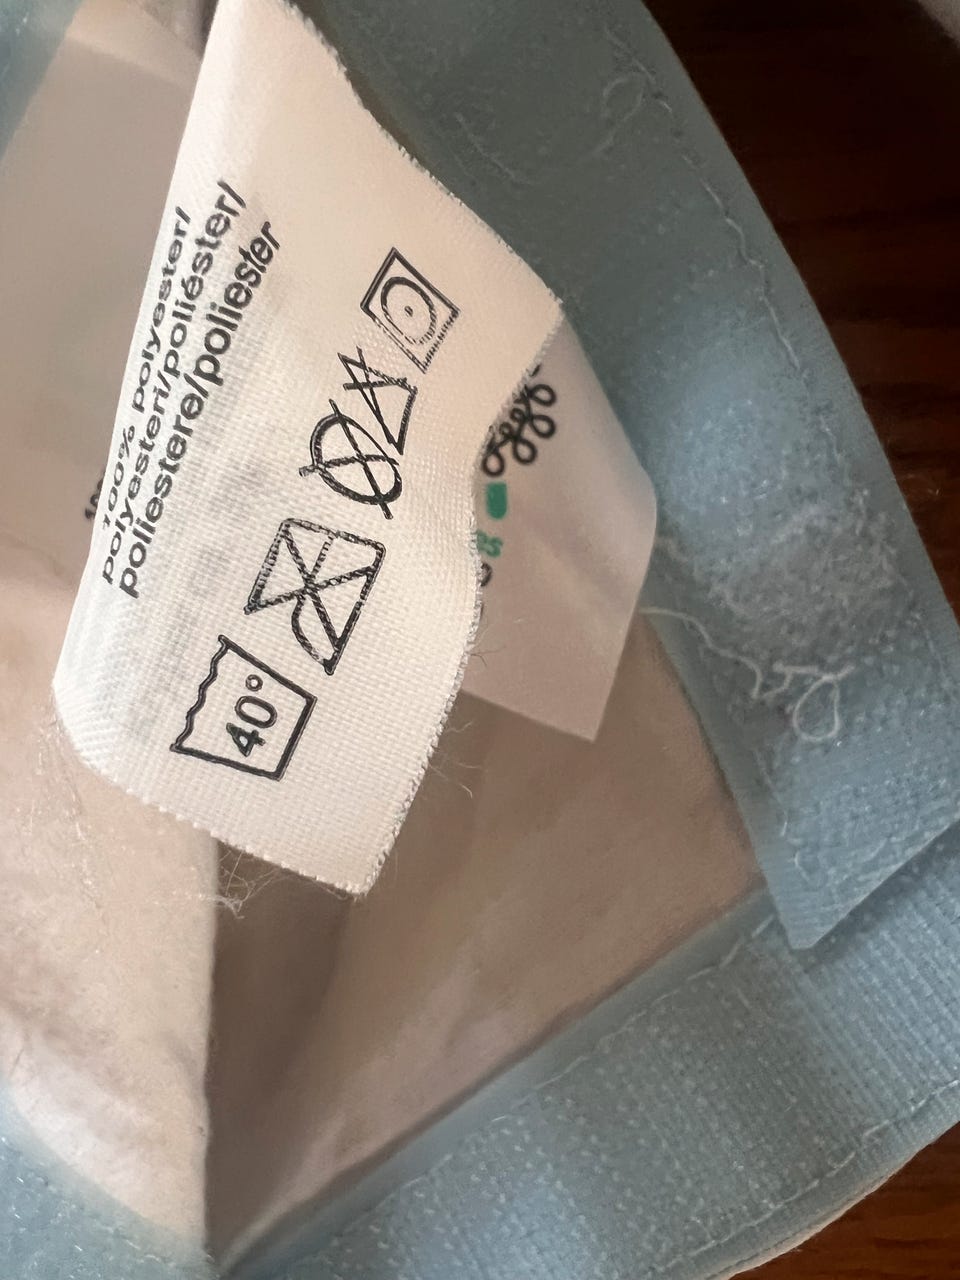 100% polyester/
polyesteri/poliéster/
poliestere/poliester
40°